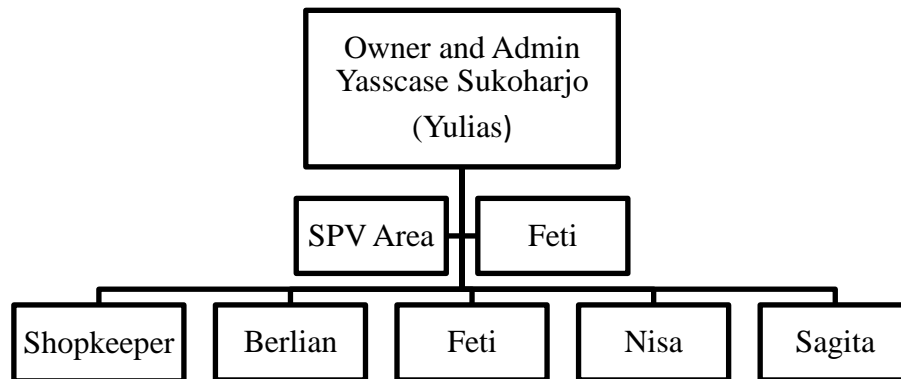 Owner and Admin
Yasscase Sukoharjo
(Yulias)
SPV Area
Feti
Shopkeeper
Berlian
Feti
Nisa
Sagita